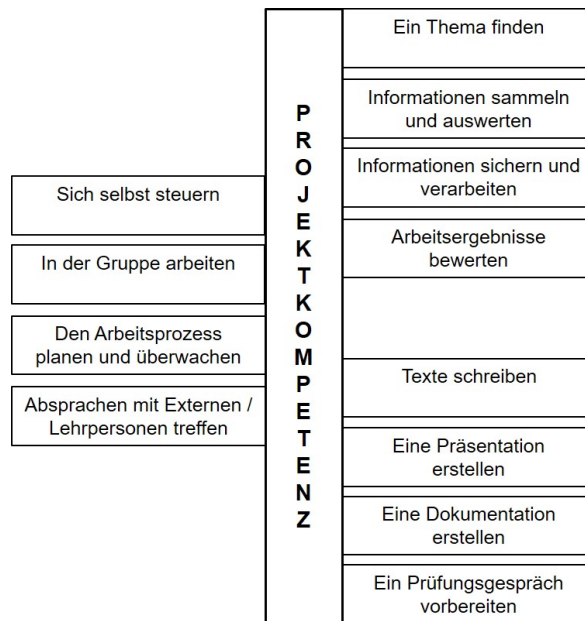 Sich selbst steuern
In der Gruppe arbeiten
Den Arbeitsprozess
planen und überwachen
Absprachen mit Externen /
Lehrpersonen treffen
PROJEKTKOMPETENZ
Ein Thema finden
Informationen sammeln
und auswerten
Informationen sichern und
verarbeiten
Arbeitsergebnisse
bewerten
Texte schreiben
Eine Präsentation
erstellen
Eine Dokumentation
erstellen
Ein Prüfungsgespräch
vorbereiten